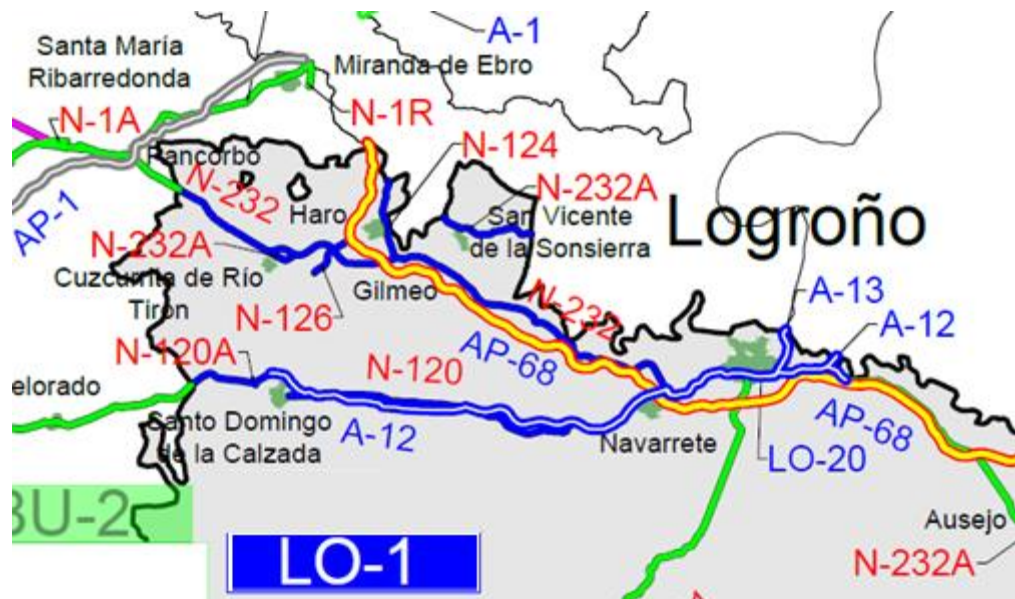 A-1
Santa María
Ribarredonda
Miranda de Ebro
N-1A
N-1R
N-124
Pancorbo
N-232
N-232A
AP-1
Haro
San Vicente
de la Sonsierra
Logroño
N-232A
Cuzcurrita de Río
Tirón
Gilmeo
N-232
A-13
A-12
N-126
AP-68
N-120A
N-120
elorado
Santo Domingo
de la Calzada
A-12
Navarrete
AP-68
LO-20
BU-2
Ausejo
LO-1
N-232A